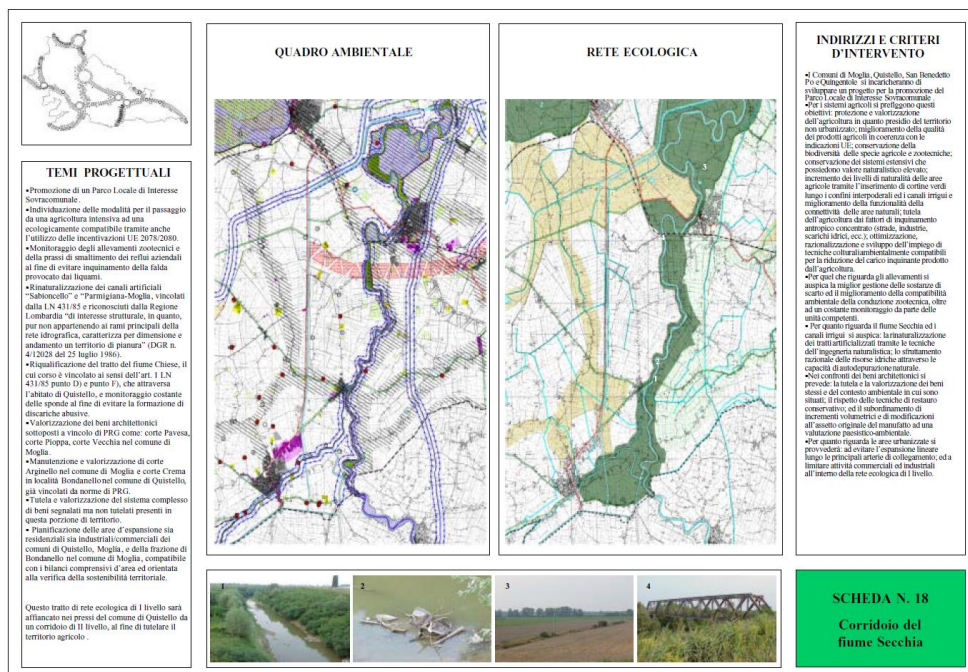 TEMI PROGETTUALI
•Promozione di un Parco Locale di Interesse
Sovracomunale.
•Individuazione delle modalità per il passaggio
da una agricoltura intensiva ad una
ecologicamente compatibile tramite anche
l'utilizzo delle incentivazioni UE 2078/2080.
•Monitoraggio degli allevamenti zootecnici e
della prassi di smaltimento dei reflui aziendali
al fine di evitare inquinamento della falda
provocato dai liquami.
•Rinaturalizzazione dei canali artificiali
"Sabioncello" e "Parmigiana-Moglia, vincolati
dalla LN 431/85 e riconosciuti dalla Regione
Lombardia "di interesse strutturale, in quanto,
pur non appartenendo ai rami principali della
rete idrografica, caratterizza per dimensione e
andamento un territorio di pianura" (DGR n.
4/12028 del 25 luglio 1986).
•Riqualificazione del tratto del fiume Chiese, il
cui corso è vincolato ai sensi dell'art. 1 LN
431/85 punto D) e punto F), che attraversa
l'abitato di Quistello, e monitoraggio costante
delle sponde al fine di evitare la formazione di
discariche abusive.
•Valorizzazione dei beni architettonici
sottoposti a vincolo di PRG come: corte Pavesa,
corte Pioppa, corte Vecchia nel comune di
Moglia.
•Manutenzione e valorizzazione di corte
Arginello nel comune di Moglia e corte Crema
in località Bondanello nel comune di Quistello,
già vincolati da norme di PRG.
•Tutela e valorizzazione del sistema complesso
di beni segnalati ma non tutelati presenti in
questa porzione di territorio.
• Pianificazione delle aree d'espansione sia
residenziali sia industriali/commerciali dei
comuni di Quistello, Moglia, e della frazione di
Bondanello nel comune di Moglia, compatibile
con i bilanci comprensivi d'area ed orientata
alla verifica della sostenibilità territoriale.
Questo tratto di rete ecologica di I livello sarà
affiancato nei pressi del comune di Quistello da
un corridoio di II livello, al fine di tutelare il
territorio agricolo .
QUADRO AMBIENTALE
RETE ECOLOGICA
3
1
1
2
3
4
INDIRIZZI E CRITERI
D'INTERVENTO
•I Comuni di Moglia, Quistello, San Benedetto
Po e Quingentole si incaricheranno di
sviluppare un progetto per la promozione del
Parco Locale di Interesse Sovracomunale .
•Per i sistemi agricoli si prefiggono questi
obiettivi: protezione e valorizzazione
dell'agricoltura in quanto presidio del territorio
non urbanizzato; miglioramento della qualità
dei prodotti agricoli in coerenza con le
indicazioni UE; conservazione della
biodiversità delle specie agricole e zootecniche;
conservazione dei sistemi estensivi che
possiedono valore naturalistico elevato;
incremento dei livelli di naturalità delle aree
agricole tramite l'inserimento di cortine verdi
lungo i confini interpoderali ed i canali irrigui e
miglioramento della funzionalità della
connettività delle aree naturali; tutela
dell'agricoltura dai fattori di inquinamento
antropico concentrato (strade, industrie,
scarichi idrici, ecc.); ottimizzazione,
razionalizzazione e sviluppo dell'impiego di
tecniche colturali ambientalmente compatibili
per la riduzione del carico inquinante prodotto
dall'agricoltura.
•Per quel che riguarda gli allevamenti si
auspica la miglior gestione delle sostanze di
scarto ed il miglioramento della compatibilità
ambientale della conduzione zootecnica, oltre
ad un costante monitoraggio da parte delle
unità competenti.
• Per quanto riguarda il fiume Secchia ed i
canali irrigui si auspica: la rinaturalizzazione
dei tratti artificializzati tramite le tecniche
dell'ingegneria naturalistica; lo sfruttamento
razionale delle risorse idriche attraverso le
capacità di autodepurazione naturale.
•Nei confronti dei beni architettonici si
prevede: la tutela e la valorizzazione dei beni
stessi e del contesto ambientale in cui sono
situati; il rispetto delle tecniche di restauro
conservativo; ed il subordinamento di
incrementi volumetrici e di modificazioni
all'assetto originale del manufatto ad una
valutazione paesistico-ambientale.
•Per quanto riguarda le aree urbanizzate si
provvederà: ad evitare l'espansione lineare
lungo le principali arterie di collegamento; ed a
limitare attività commerciali ed industriali
all'interno della rete ecologica di I livello.
SCHEDA N. 18
Corridoio del
fiume Secchia